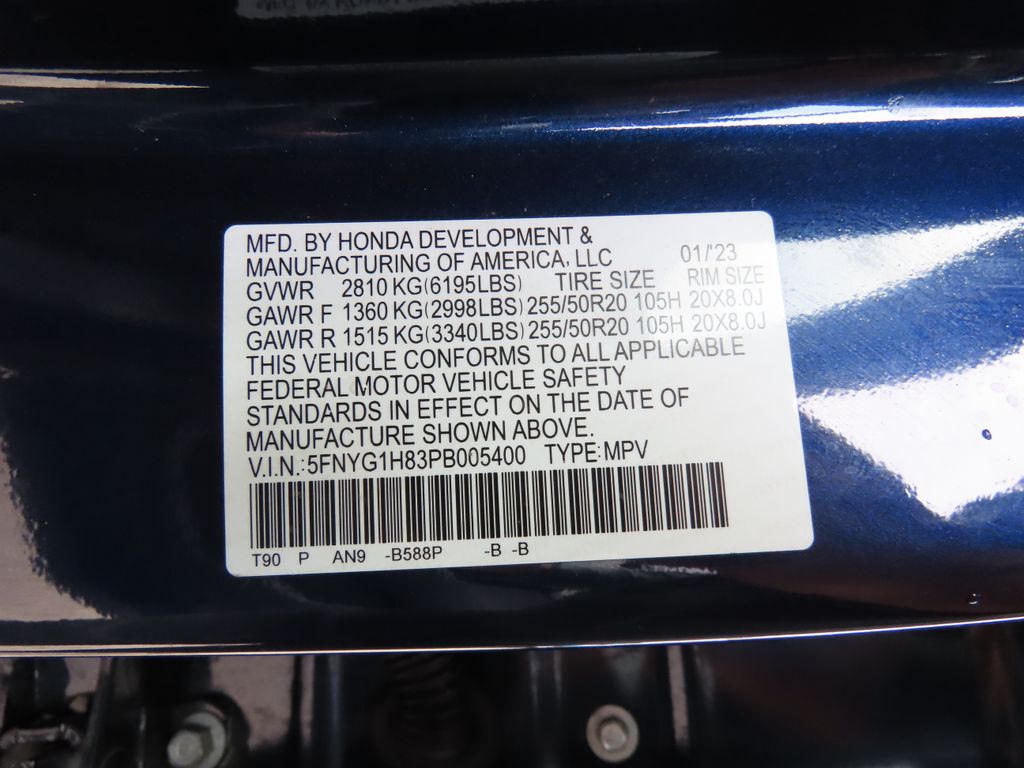 MFD. BY HONDA DEVELOPMENT &
MANUFACTURING OF AMERICA, LLC 01/'23
GVWR 2810 KG(6195LBS) TIRE SIZE RIM SIZE
GAWR F 1360 KG(2998LBS) 255/50R20 105H 20X8.0J
GAWR R 1515 KG(3340LBS) 255/50R20 105H 20X8.0J
THIS VEHICLE CONFORMS TO ALL APPLICABLE
FEDERAL MOTOR VEHICLE SAFETY
STANDARDS IN EFFECT ON THE DATE OF
MANUFACTURE SHOWN ABOVE.
V.I.N.:5FNYG1H83PB005400 TYPE:MPV
T90 P AN9 -B588P -B -B